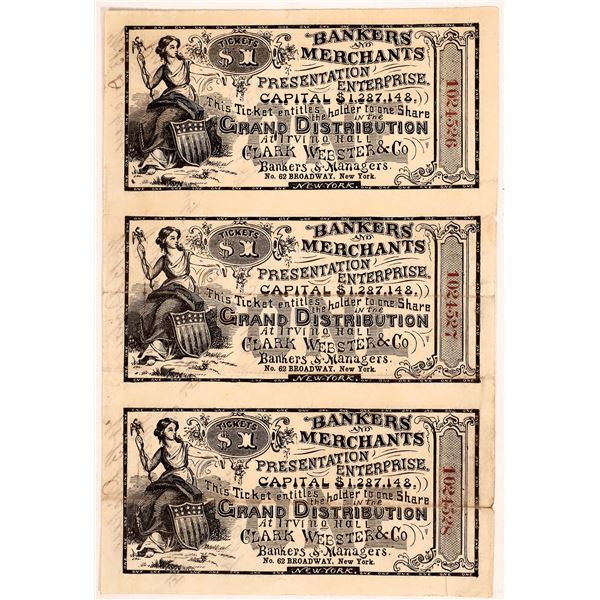 TICKETS
$1
BANKERS
AND
MERCHANTS
PRESENTATION
ENTERPRISE.
CAPITAL $1,287,148.
This Ticket entitles the holder to one Share
in the
GRAND DISTRIBUTION
At Irving Hall
CLARK WEBSTER & Co
Bankers & Managers.
No. 62 BROADWAY, New York.
NEW-YORK.
1024526
TICKETS
$1
BANKERS
AND
MERCHANTS
PRESENTATION
ENTERPRISE.
CAPITAL $1,287,148.
This Ticket entitles the holder to one Share
in the
GRAND DISTRIBUTION
At Irving Hall
CLARK WEBSTER & Co
Bankers & Managers.
No. 62 BROADWAY, New York.
NEW-YORK.
1024527
TICKETS
$1
BANKERS
AND
MERCHANTS
PRESENTATION
ENTERPRISE.
CAPITAL $1,287,148.
This Ticket entitles the holder to one Share
in the
GRAND DISTRIBUTION
At Irving Hall
CLARK WEBSTER & Co
Bankers & Managers.
No. 62 BROADWAY, New York.
NEW-YORK.
1024528